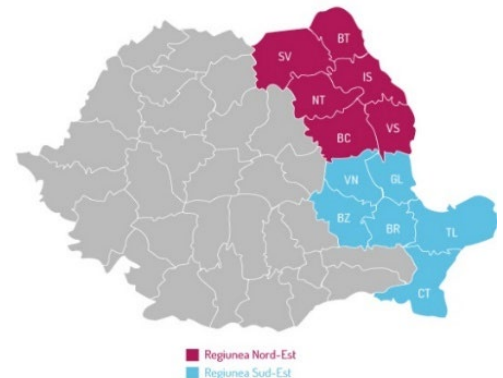 BT
SV
IS
NT
BC
VS
VN
GL
BZ
BR
TL
CT
Regiunea Nord-Est
Regiunea Sud-Est